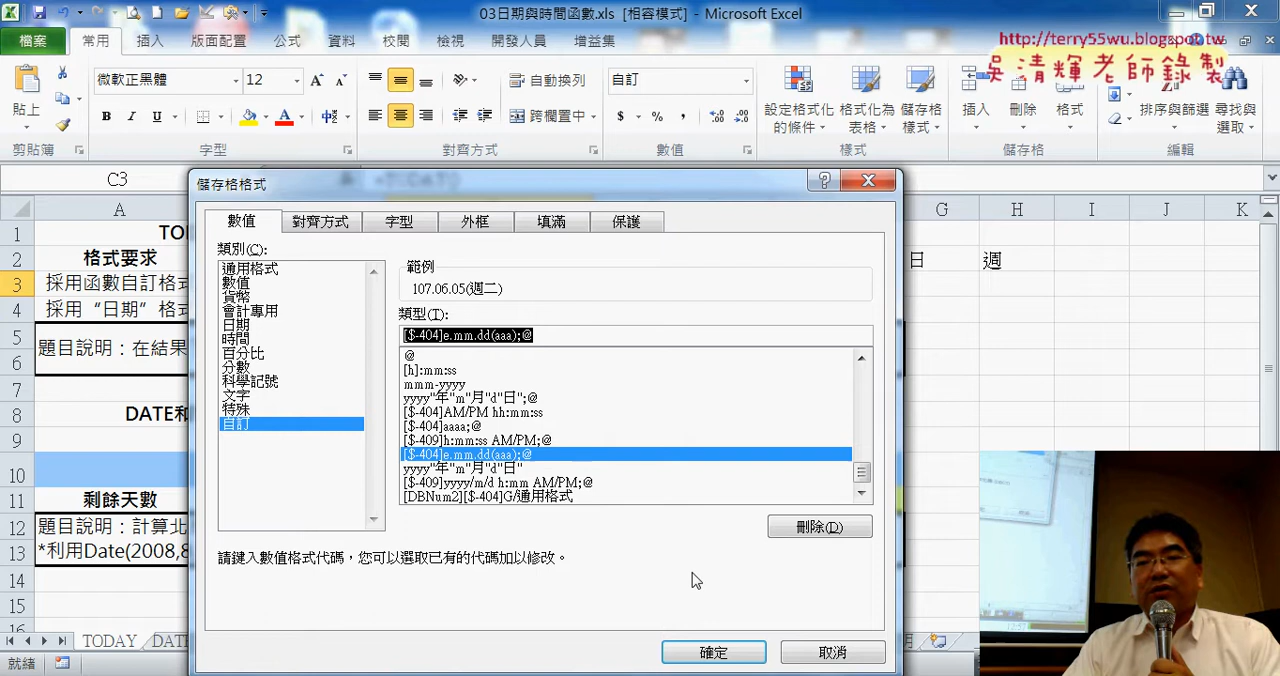 03日期與時間函數.xls [相容模式] - Microsoft Excel
檔案 常用 插入 版面配置 公式 資料 校閱 檢視 開發人員 增益集
http://terry55wu.blogspot.tw
吳清輝老師錄製
微軟正黑體 12 自動換列 自訂
貼上 跨欄置中 設定格式化的條件 格式化為表格 儲存格樣式 插入 刪除 格式 排序與篩選 尋找與選取
剪貼簿 字型 對齊方式 數值 樣式 儲存格 編輯
C3
儲存格格式
A G H I J K
1
2 格式要求 日 週
3 採用函數自訂格式
4 採用“日期”格式
5 題目說明：在結果
6
7
8 DATE和
9
10
11 剩餘天數
12 題目說明：計算北
13 *利用Date(2008,8
14
15
16
數值 對齊方式 字型 外框 填滿 保護
類別(C):
通用格式
數值
貨幣
會計專用
日期
時間
百分比
分數
科學記號
文字
特殊
自訂
範例
107.06.05(週二)
類型(T):
[$-404]e.mm.dd(aaa);@
@
[h]:mm:ss
mmm-yyyy
yyyy"年"m"月"d"日";@
[$-404]AM/PM hh:mm:ss
[$-404]aaaa;@
[$-409]h:mm:ss AM/PM;@
[$-404]e.mm.dd(aaa);@
yyyy"年"m"月"d"日"
[$-409]yyyy/m/d h:mm AM/PM;@
[DBNum2][$-404]G/通用格式
刪除(D)
請鍵入數值格式代碼，您可以選取已有的代碼加以修改。
確定 取消
TODAY
就緒